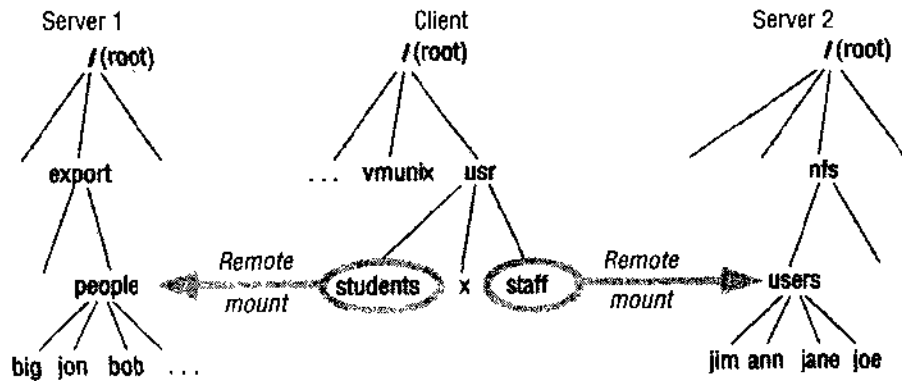 Server 1 Client Server 2
/ (root) / (root) / (root)
export ... vmunix usr nfs
Remote Remote
people students x staff users
mount mount
big jon bob ... jim ann jane joe